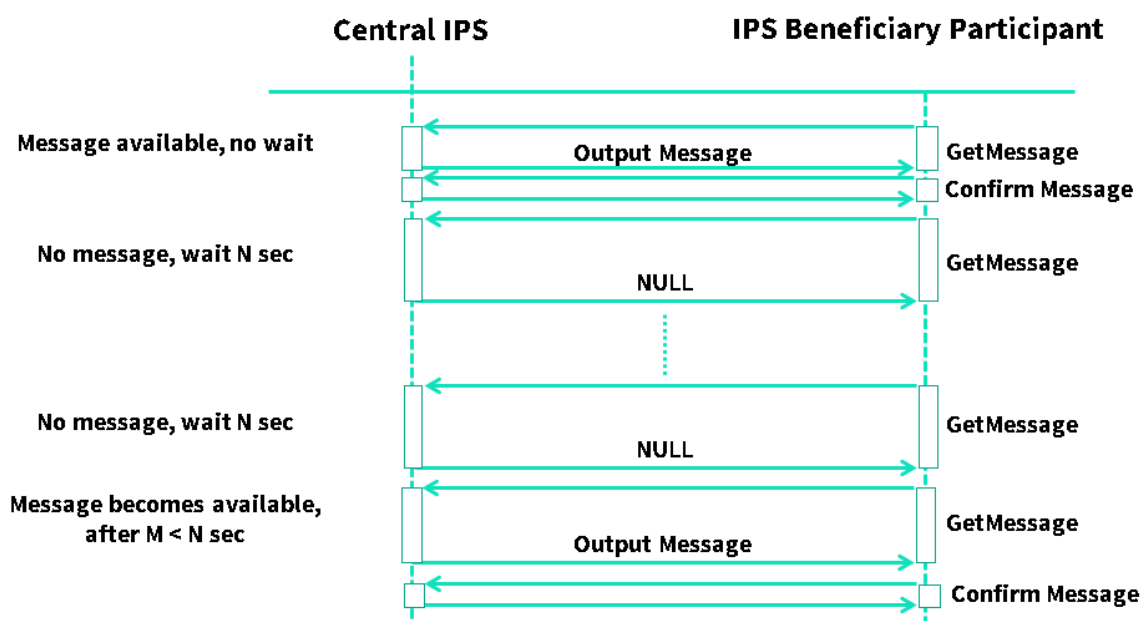 Central IPS
IPS Beneficiary Participant
Message available, no wait
Output Message
GetMessage
Confirm Message
No message, wait N sec
GetMessage
NULL
No message, wait N sec
GetMessage
NULL
Message becomes available,
after M < N sec
GetMessage
Output Message
Confirm Message